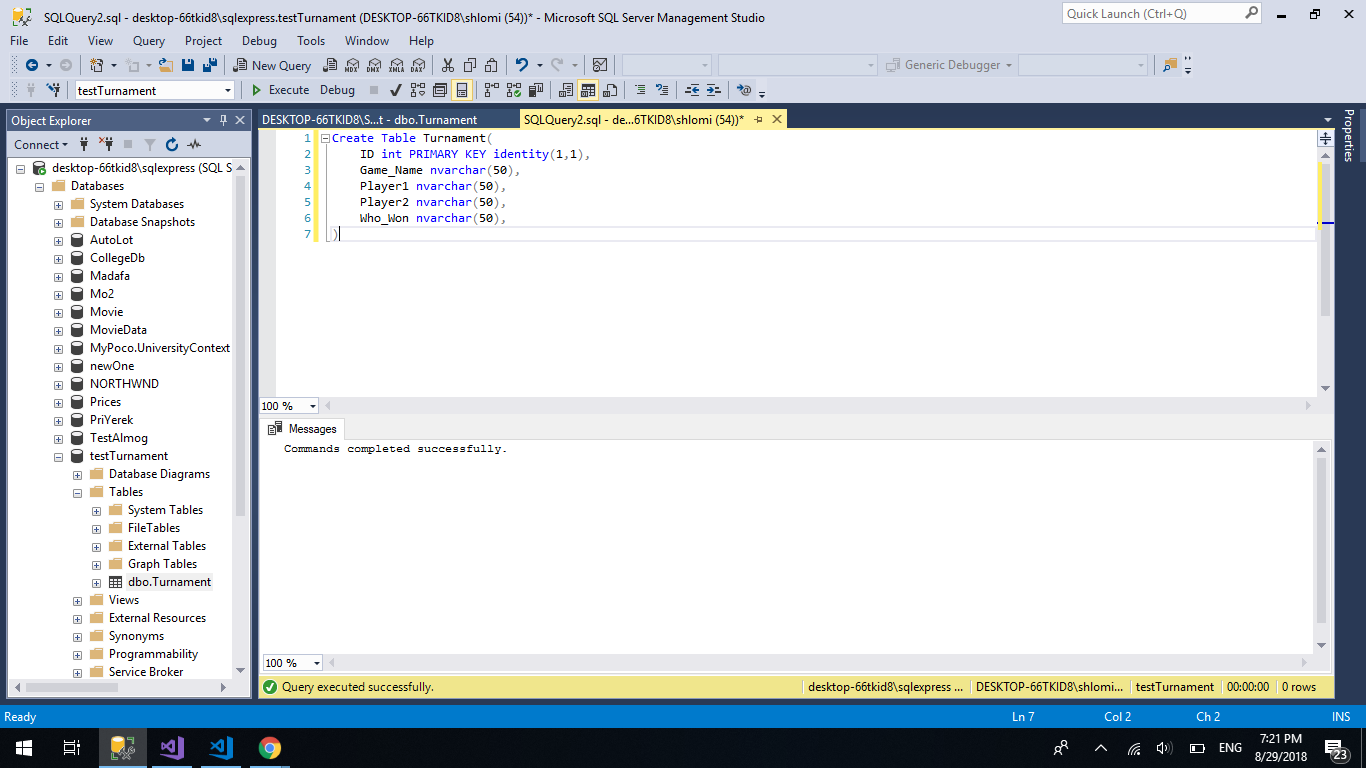 SQLQuery2.sql - desktop-66tkid8\sqlexpress.testTurnament (DESKTOP-66TKID8\shlomi (54))* - Microsoft SQL Server Management Studio
Quick Launch (Ctrl+Q)
File Edit View Query Project Debug Tools Window Help
New Query MDX DMX XMLA DAX Generic Debugger
testTurnament Execute Debug
Object Explorer
Connect
desktop-66tkid8\sqlexpress (SQL S
Databases
System Databases
Database Snapshots
AutoLot
CollegeDb
Madafa
Mo2
Movie
MovieData
MyPoco.UniversityContext
newOne
NORTHWND
Prices
PriYerek
TestAlmog
testTurnament
Database Diagrams
Tables
System Tables
FileTables
External Tables
Graph Tables
dbo.Turnament
Views
External Resources
Synonyms
Programmability
Service Broker
DESKTOP-66TKID8\S...t - dbo.Turnament
SQLQuery2.sql - de...6TKID8\shlomi (54))*
1 Create Table Turnament(
2 ID int PRIMARY KEY identity(1,1),
3 Game_Name nvarchar(50),
4 Player1 nvarchar(50),
5 Player2 nvarchar(50),
6 Who_Won nvarchar(50),
7 )
100 %
Messages
Commands completed successfully.
100 %
Query executed successfully. desktop-66tkid8\sqlexpress ... DESKTOP-66TKID8\shlomi... testTurnament 00:00:00 0 rows
Properties
Ready Ln 7 Col 2 Ch 2 INS
ENG
7:21 PM
8/29/2018
23